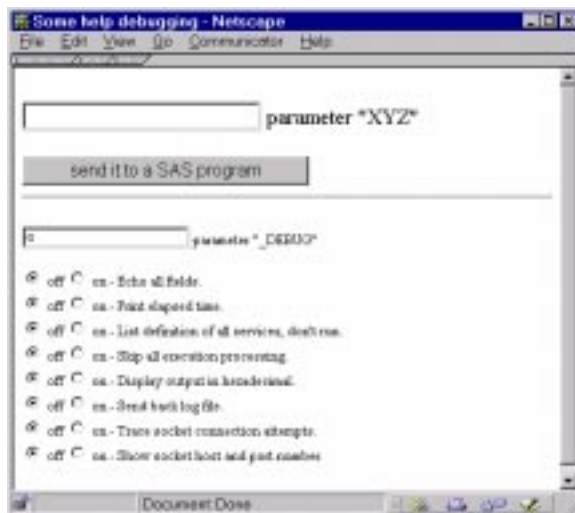 Some help debugging - Netscape
File Edit View Go Communicator Help
parameter "XYZ"
send it to a SAS program
parameter "_DEBUG"
off on - Echo all fields.
off on - Print elapsed time.
off on - List definition of all services, don't run.
off on - Skip all execution processing.
off on - Display output in hexadecimal.
off on - Send back log file.
off on - Trace socket connection attempts.
off on - Show socket host and port number
Document Done